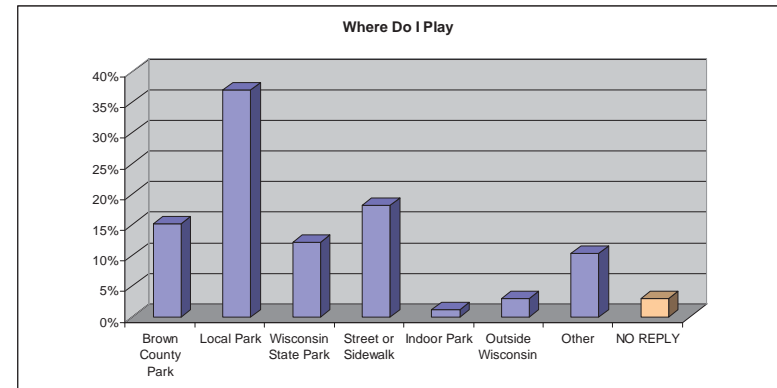 Where Do I Play
40%
35%
30%
25%
20%
15%
10%
5%
0%
Brown County Park
Local Park
Wisconsin State Park
Street or Sidewalk
Indoor Park
Outside Wisconsin
Other
NO REPLY